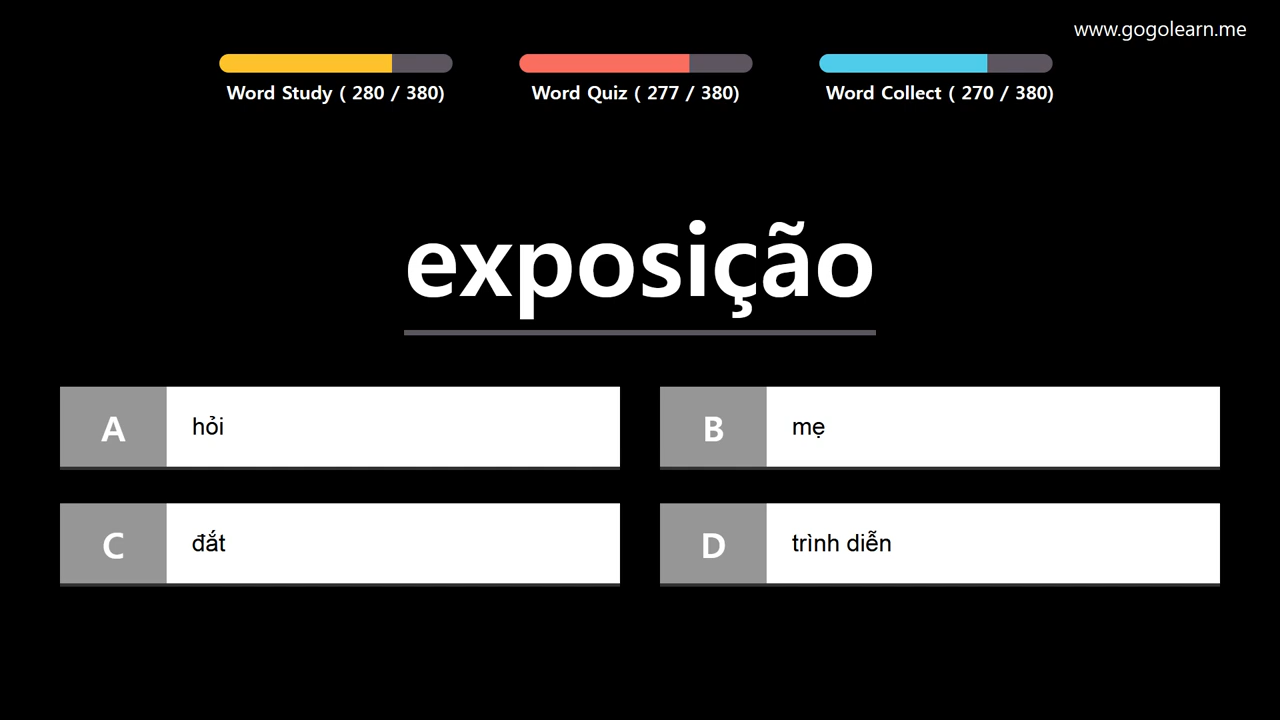 www.gogolearn.me
Word Study ( 280 / 380)
Word Quiz ( 277 / 380)
Word Collect ( 270 / 380)
exposição
A hỏi
B mẹ
C đắt
D trình diễn